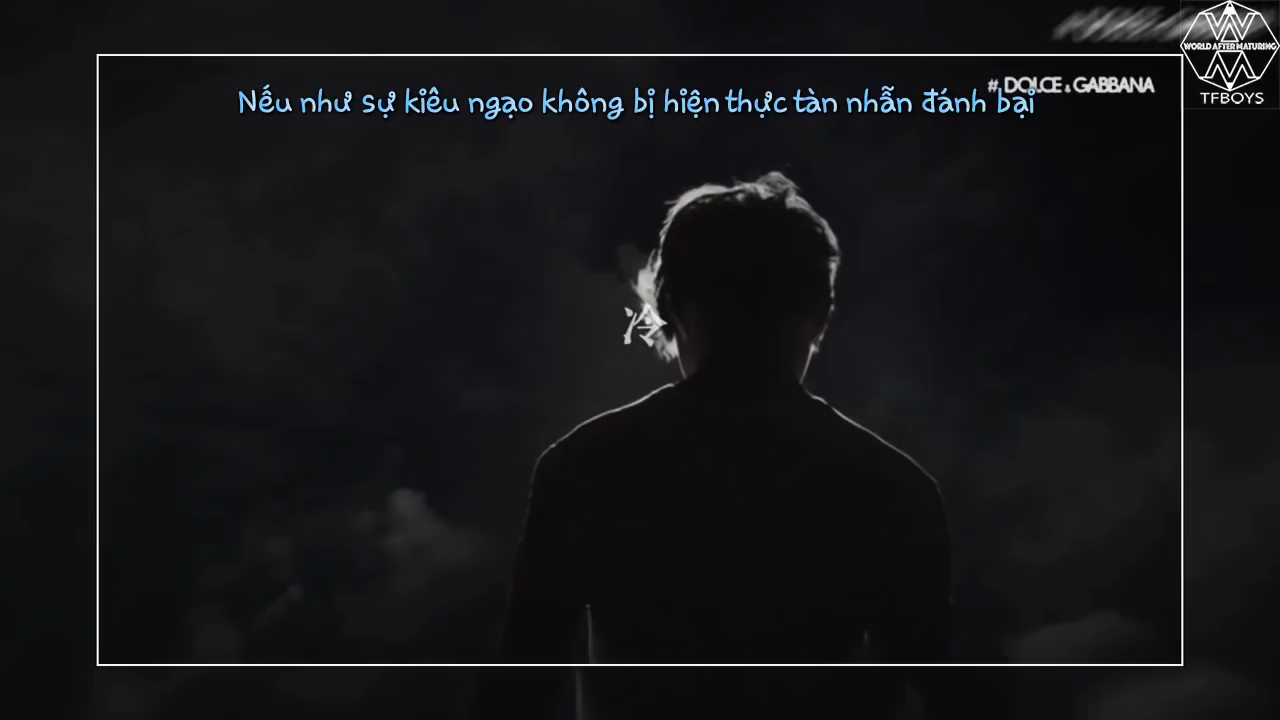 WORLD AFTER MATURING
TFBOYS
# DOLCE & GABBANA
Nếu như sự kiêu ngạo không bị hiện thực tàn nhẫn đánh bại
冷